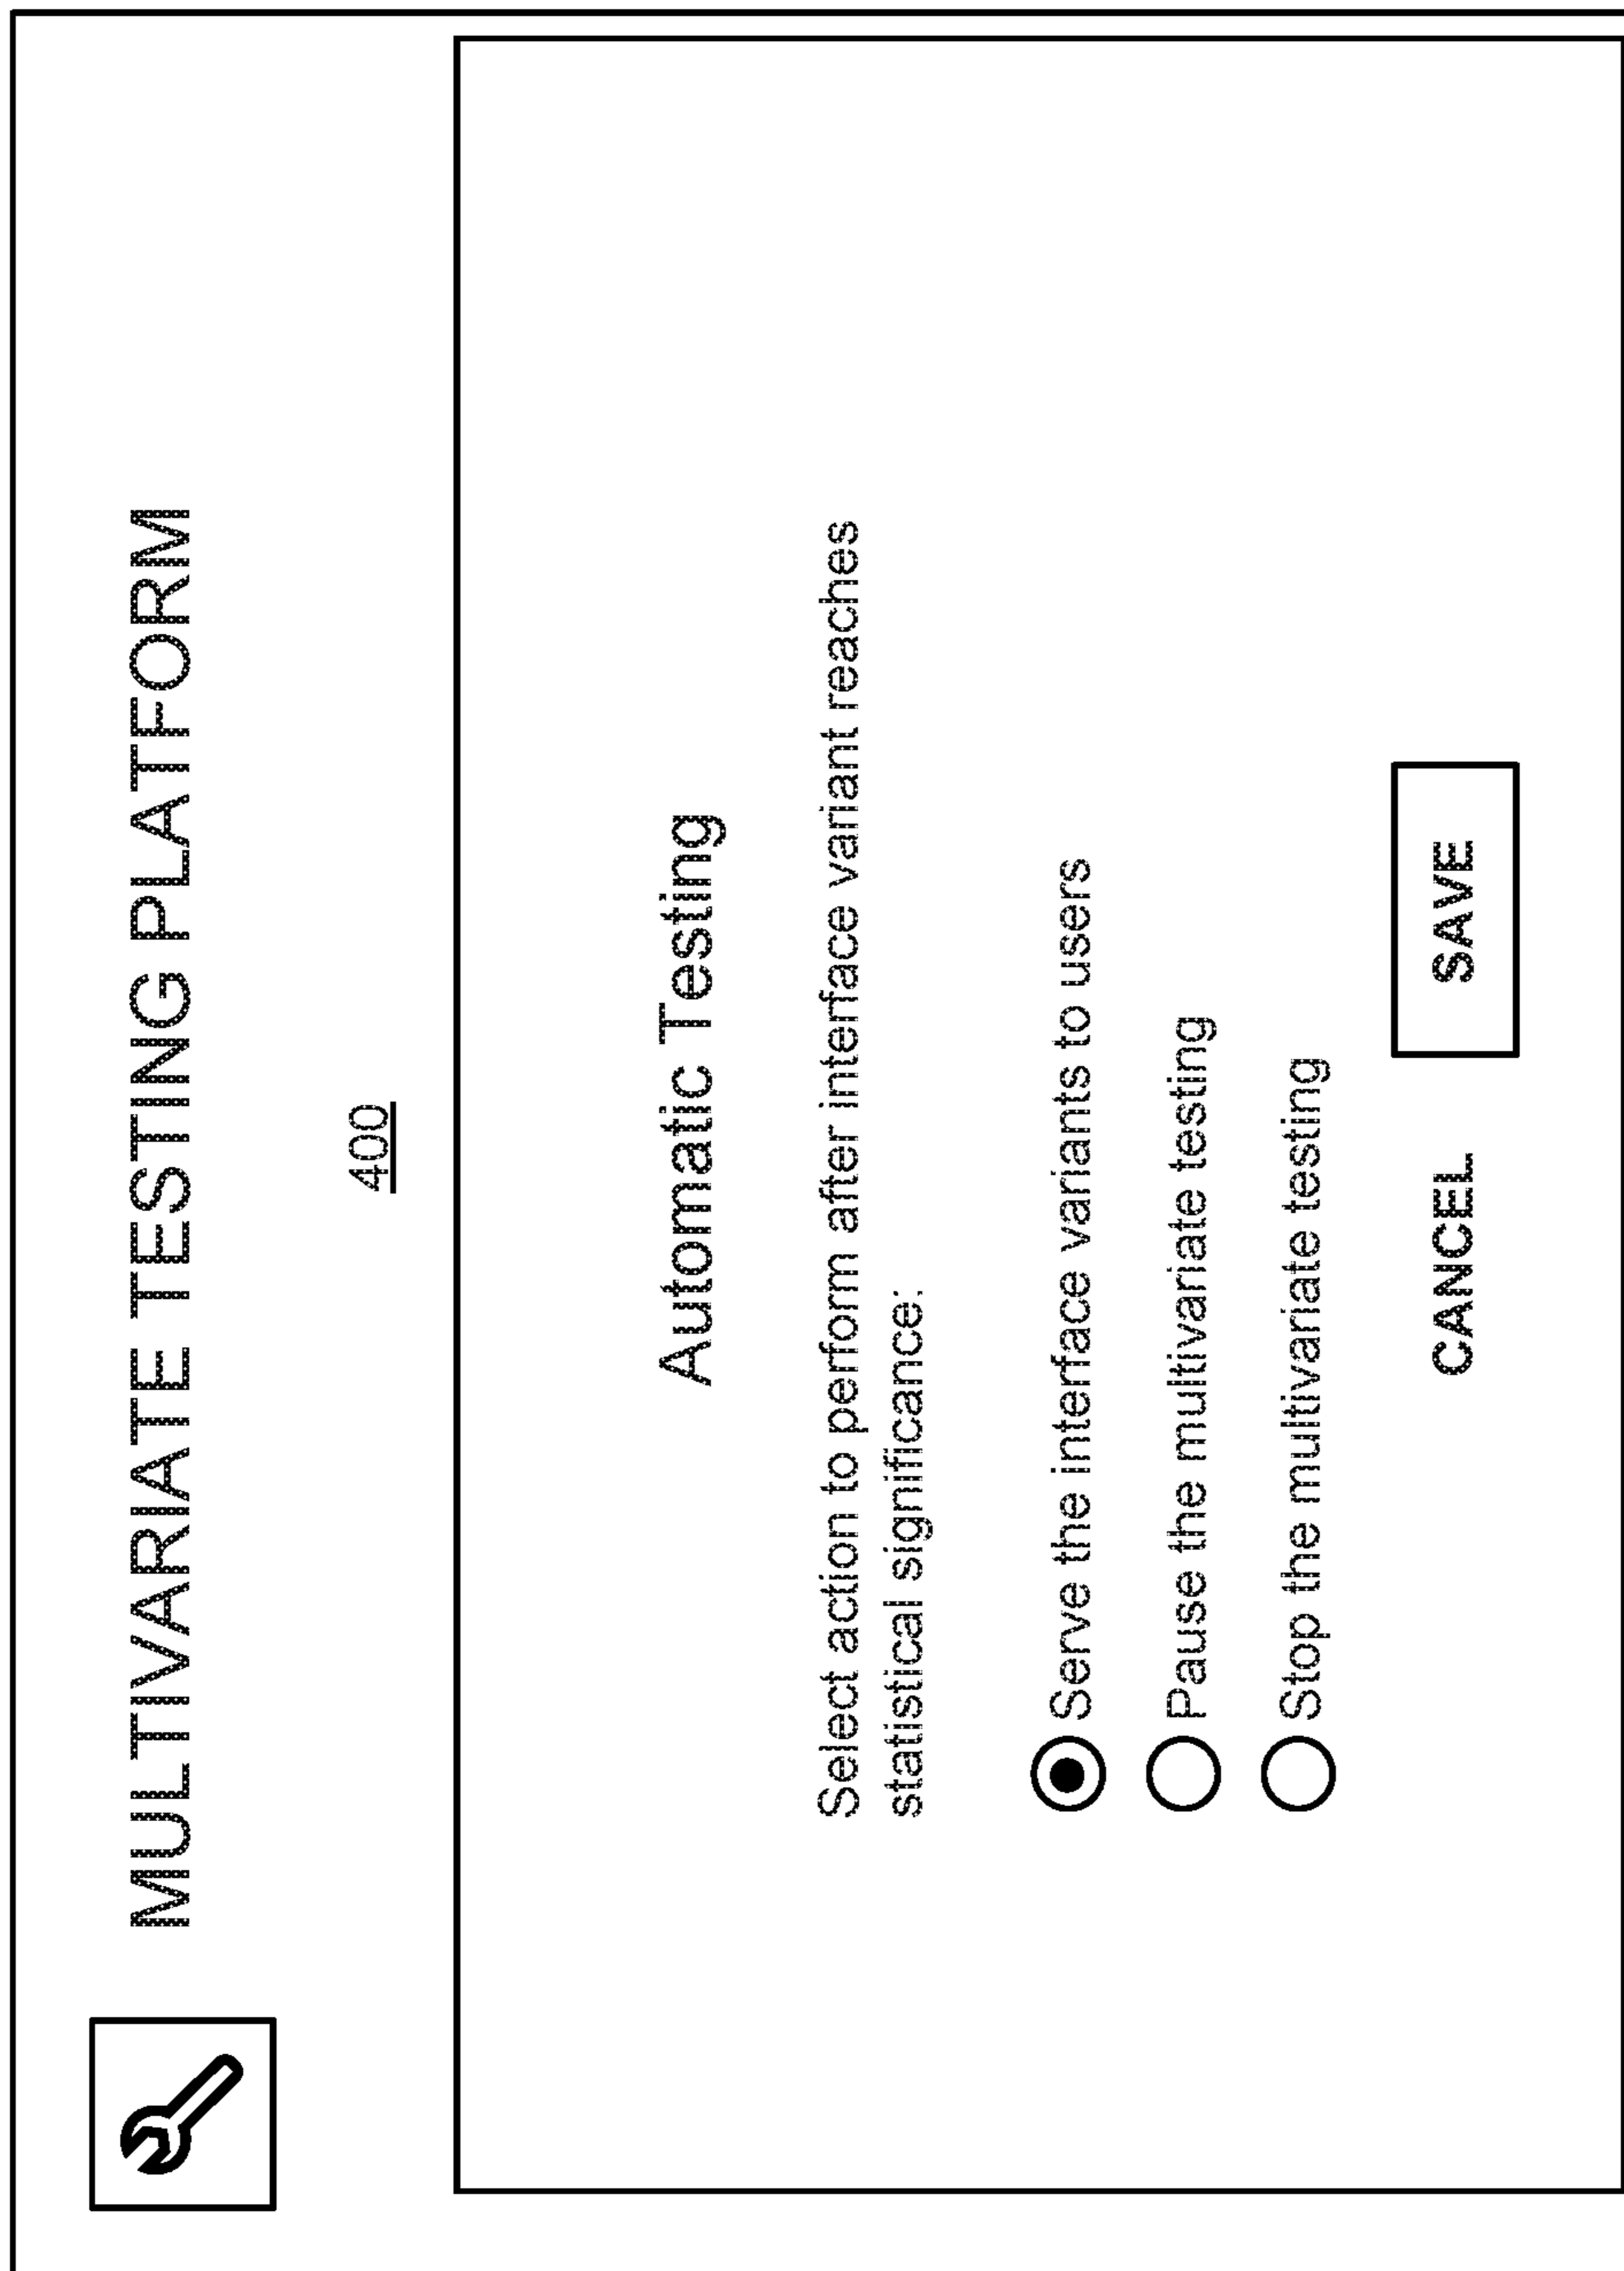 MULTIVARIATE TESTING PLATFORM
400
Automatic Testing
Select action to perform after interface variant reaches
statistical significance:
Serve the interface variants to users
Pause the multivariate testing
Stop the multivariate testing
CANCEL SAVE